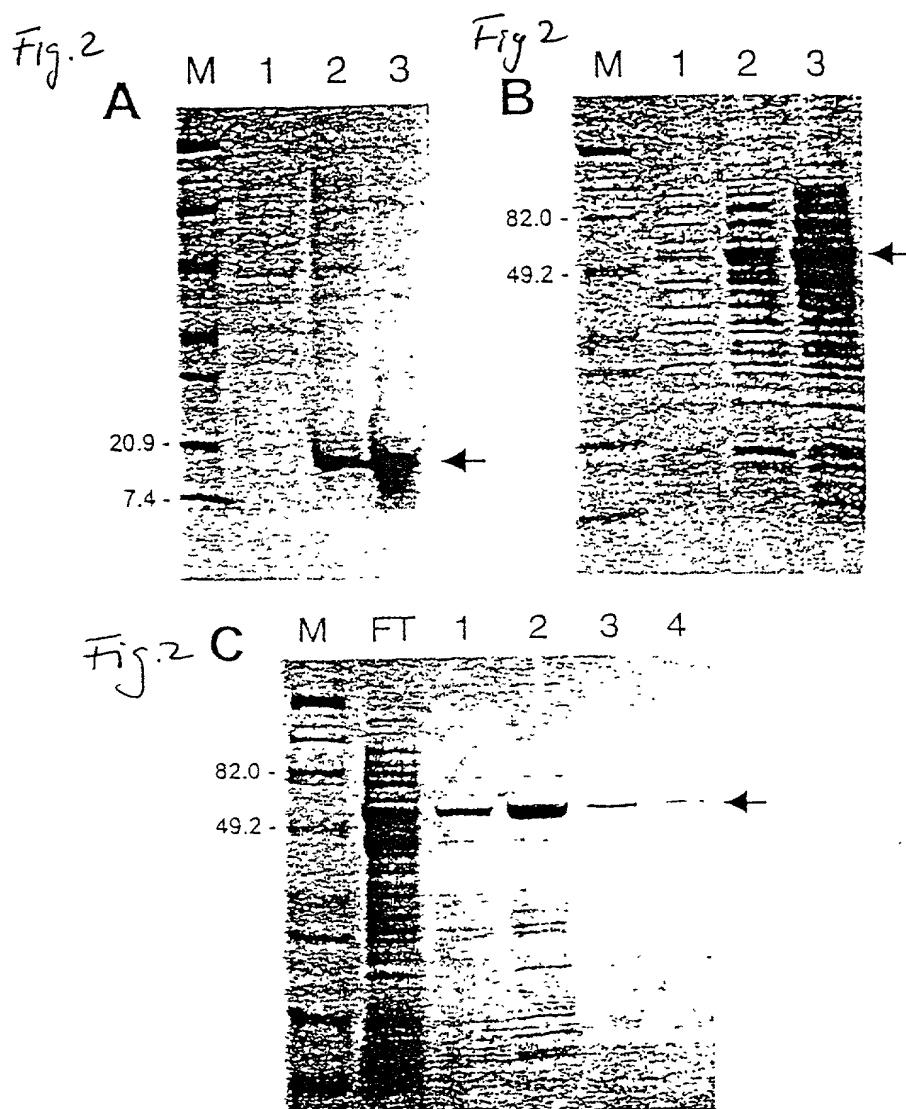 Fig. 2
A
M 1 2 3
20.9 -
7.4 -
Fig 2
B
M 1 2 3
82.0 -
49.2 -
Fig. 2
C
M FT 1 2 3 4
82.0 -
49.2 -